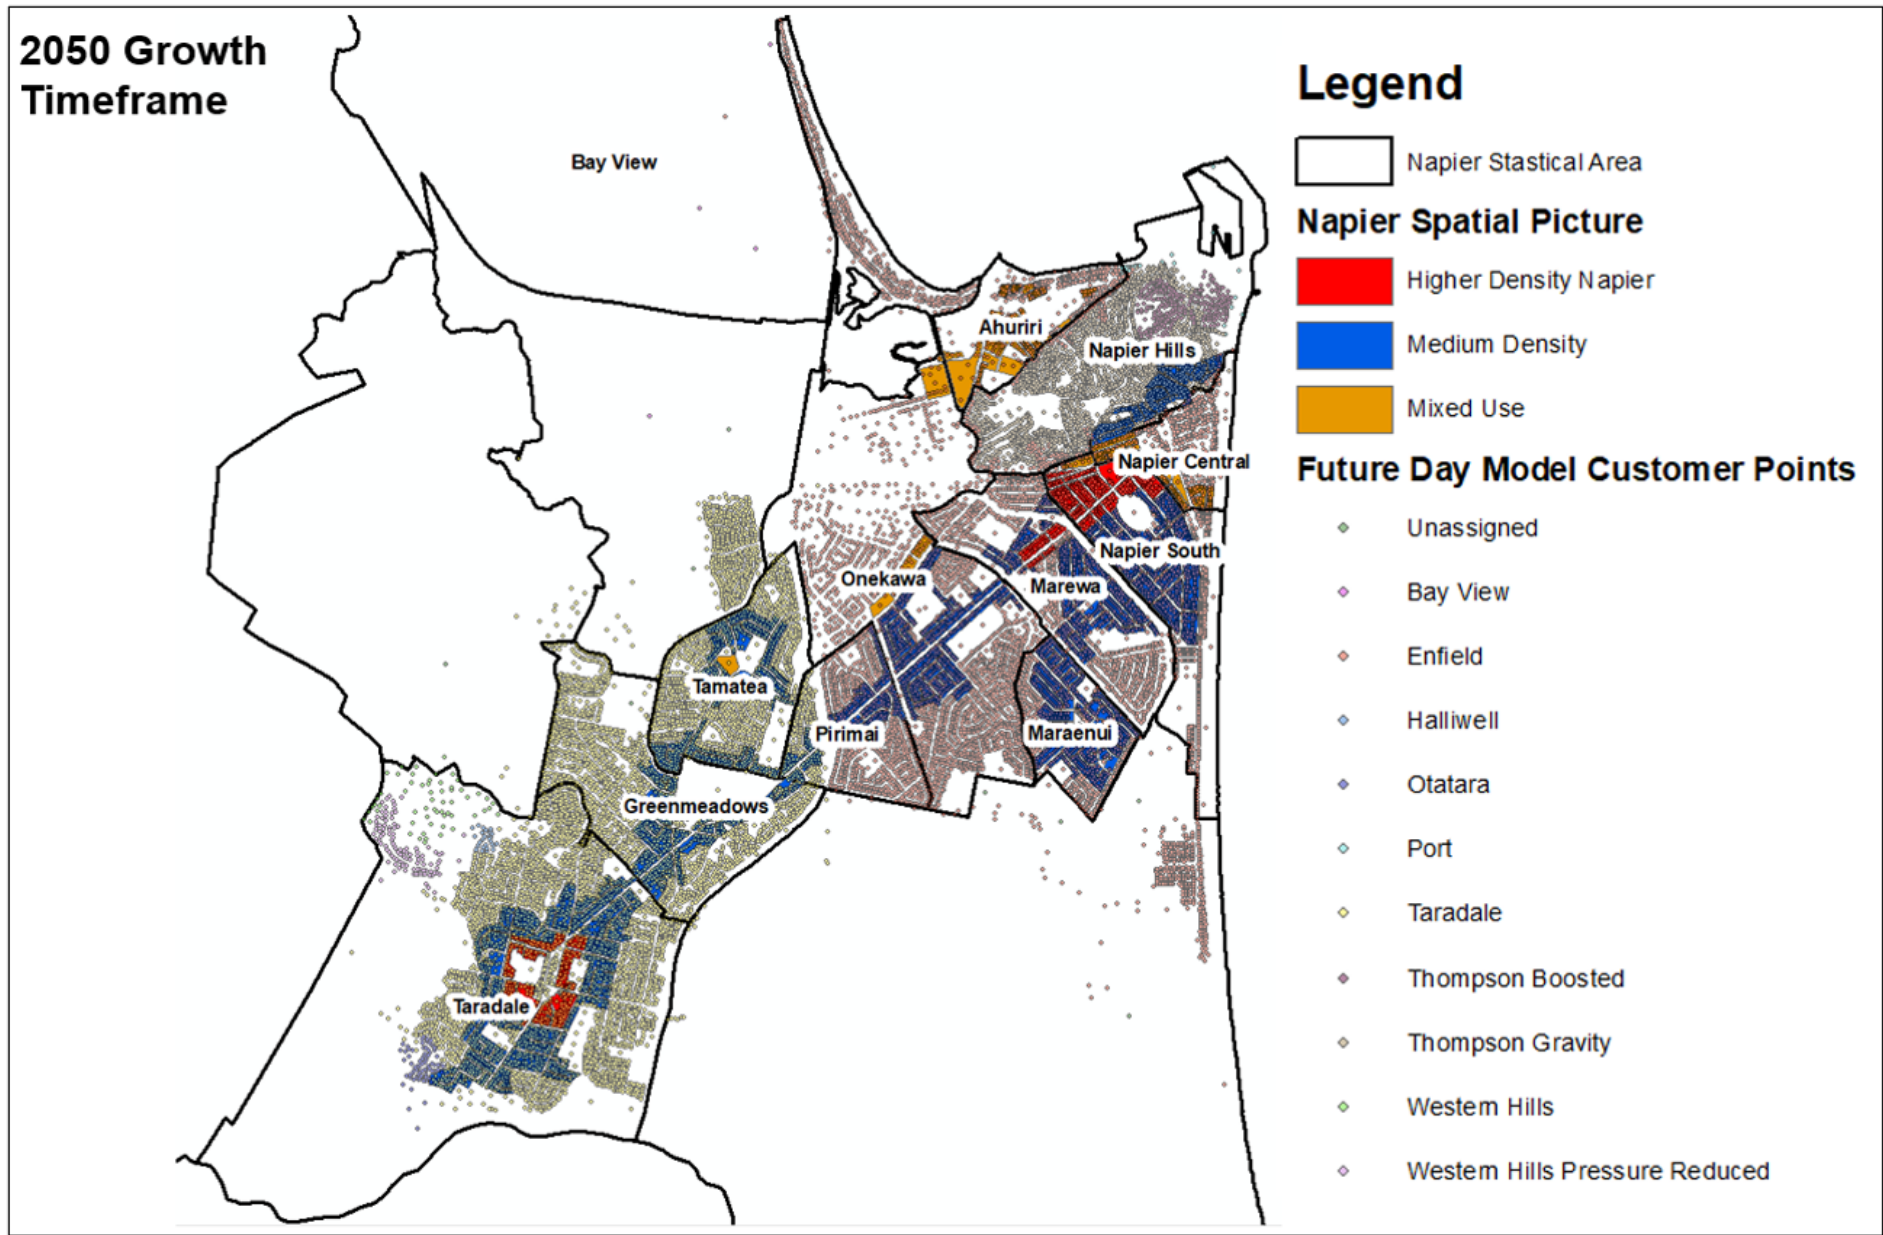 2050 Growth
Timeframe
Bay View
Ahuriri
Napier Hills
Napier Central
Napier South
Onekawa
Marewa
Tamatea
Pirimai
Maraenui
Greenmeadows
Taradale
Legend
Napier Stastical Area
Napier Spatial Picture
Higher Density Napier
Medium Density
Mixed Use
Future Day Model Customer Points
Unassigned
Bay View
Enfield
Halliwell
Otatara
Port
Taradale
Thompson Boosted
Thompson Gravity
Western Hills
Western Hills Pressure Reduced